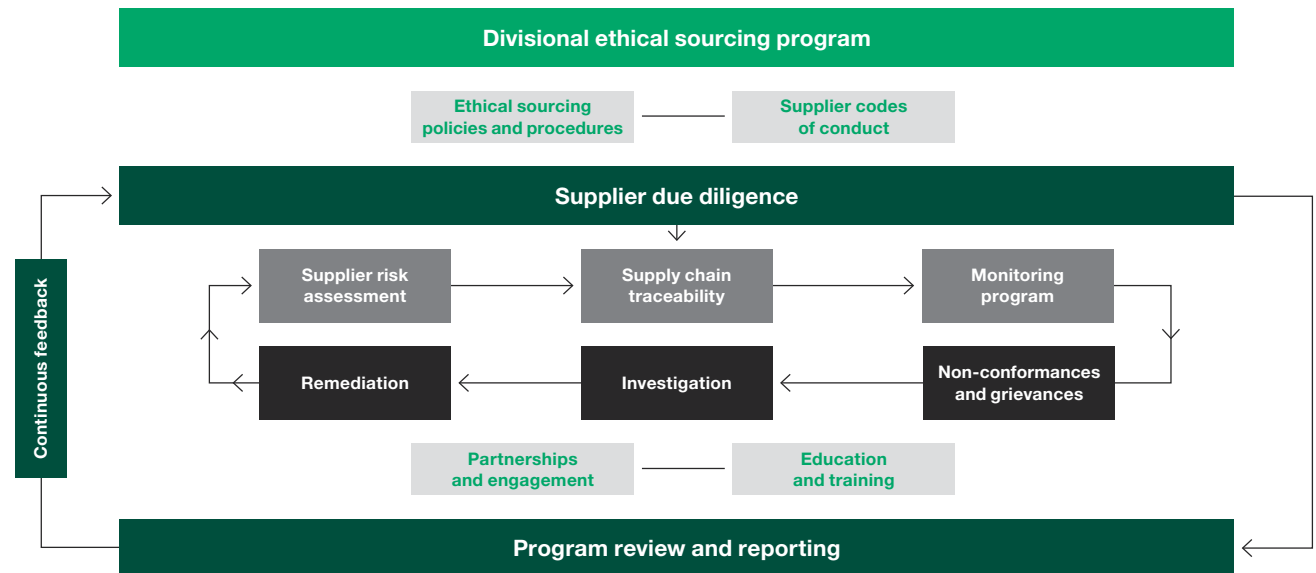 Divisional ethical sourcing program
Ethical sourcing
policies and procedures
Supplier codes
of conduct
Supplier due diligence
Supplier risk
assessment
Supply chain
traceability
Monitoring
program
Continuous feedback
Remediation
Investigation
Non-conformances
and grievances
Partnerships
and engagement
Education
and training
Program review and reporting